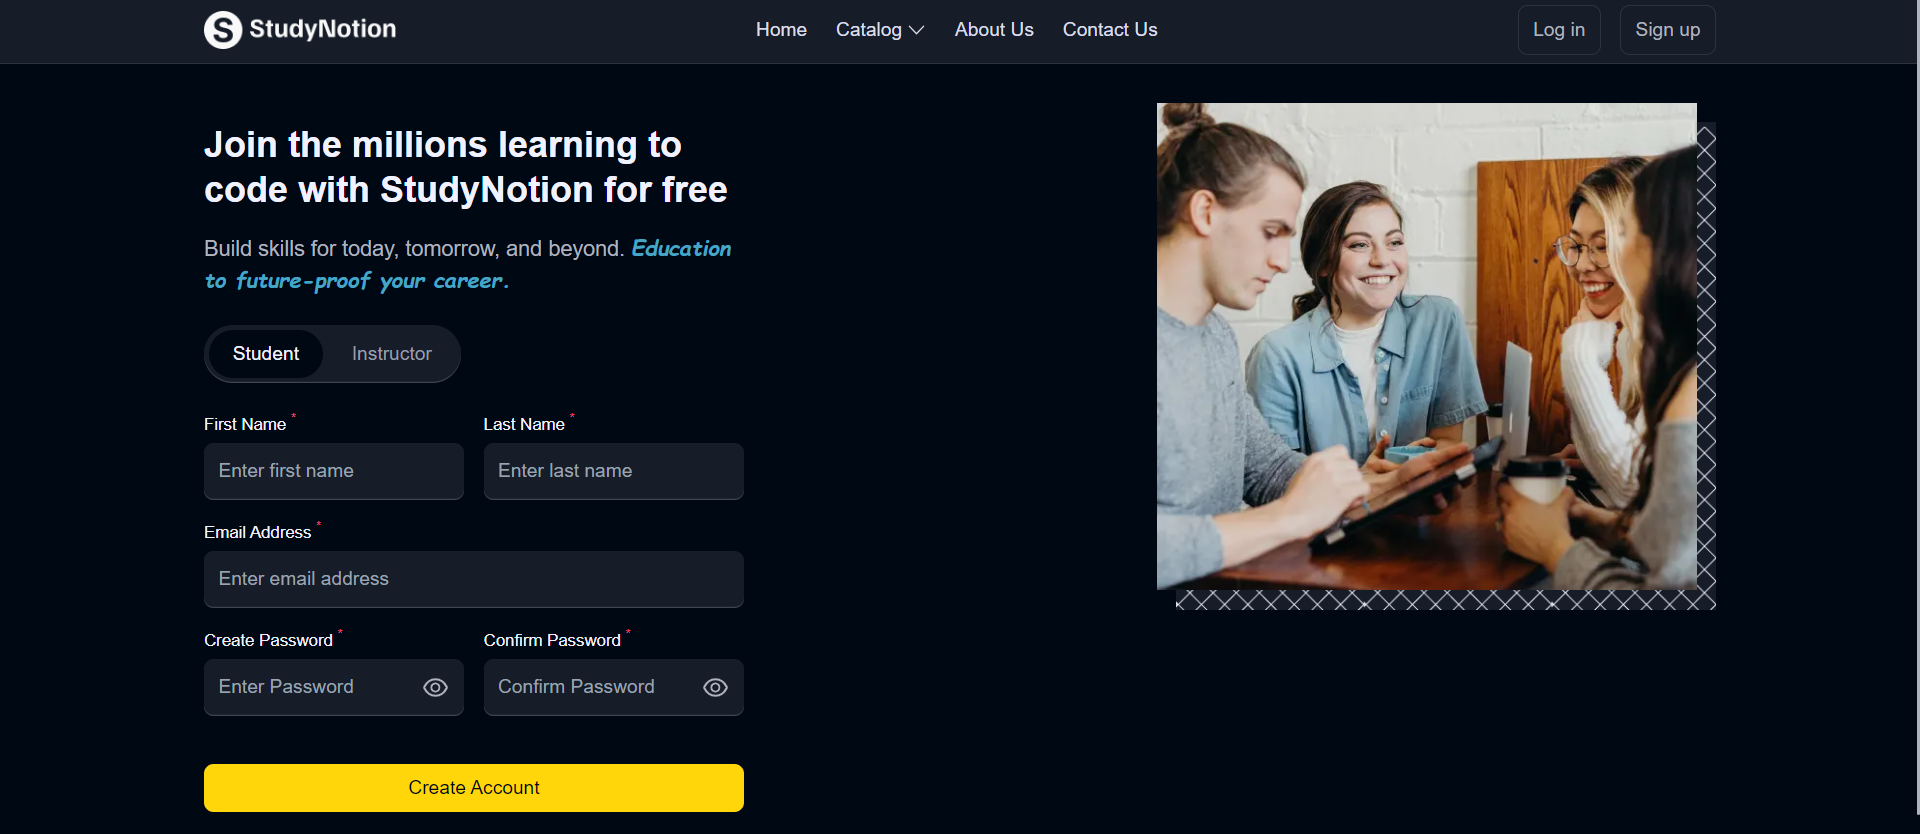 S StudyNotion
Home Catalog About Us Contact Us
Log in Sign up
Join the millions learning to
code with StudyNotion for free
Build skills for today, tomorrow, and beyond. Education
to future-proof your career.
Student Instructor
First Name * Last Name *
Enter first name Enter last name
Email Address *
Enter email address
Create Password * Confirm Password *
Enter Password Confirm Password
Create Account